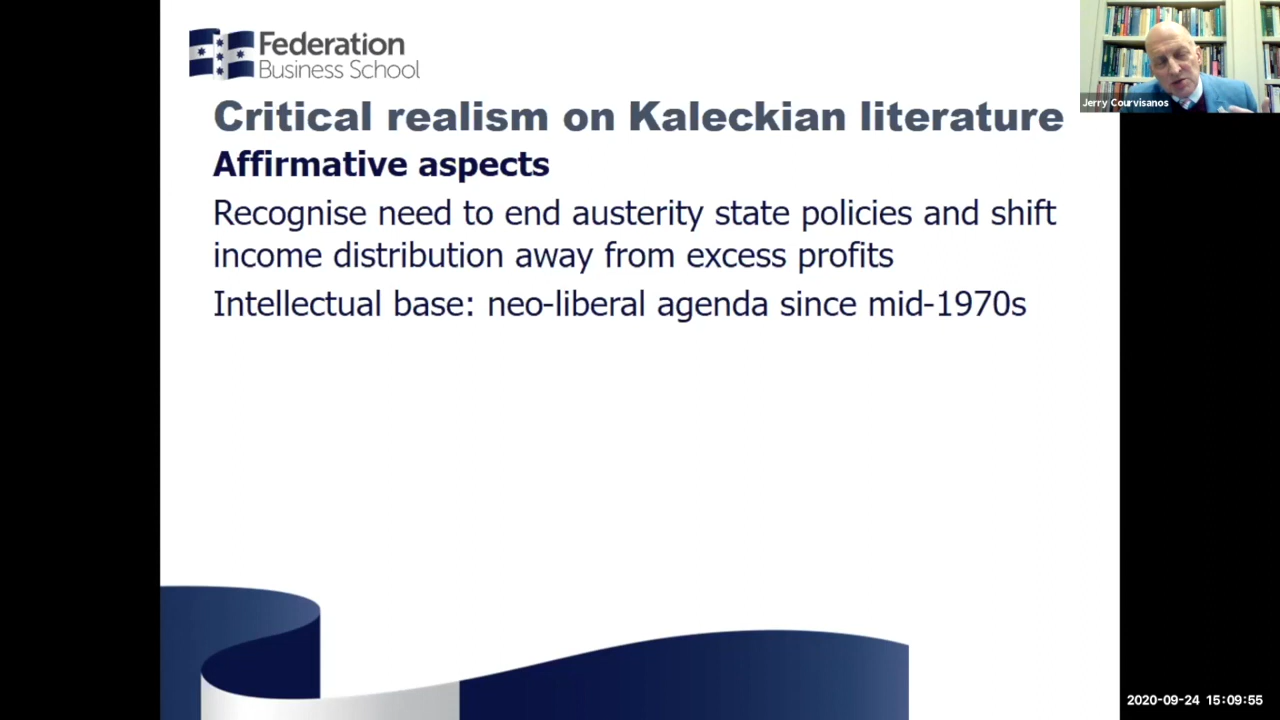 Federation
Business School
Critical realism on Kaleckian literature
Affirmative aspects
Recognise need to end austerity state policies and shift
income distribution away from excess profits
Intellectual base: neo-liberal agenda since mid-1970s
Jerry Courvisanos
2020-09-24 15:09:55